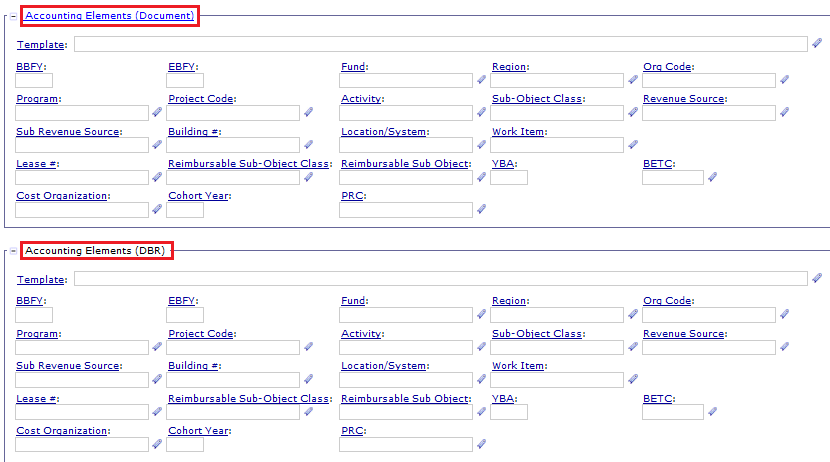 Accounting Elements (Document)
Template:
BBFY: EBFY: Fund: Region: Org Code:
Program: Project Code: Activity: Sub-Object Class: Revenue Source:
Sub Revenue Source: Building #: Location/System: Work Item:
Lease #: Reimbursable Sub-Object Class: Reimbursable Sub Object: YBA: BETC:
Cost Organization: Cohort Year: PRC:
Accounting Elements (DBR)
Template:
BBFY: EBFY: Fund: Region: Org Code:
Program: Project Code: Activity: Sub-Object Class: Revenue Source:
Sub Revenue Source: Building #: Location/System: Work Item:
Lease #: Reimbursable Sub-Object Class: Reimbursable Sub Object: YBA: BETC:
Cost Organization: Cohort Year: PRC: